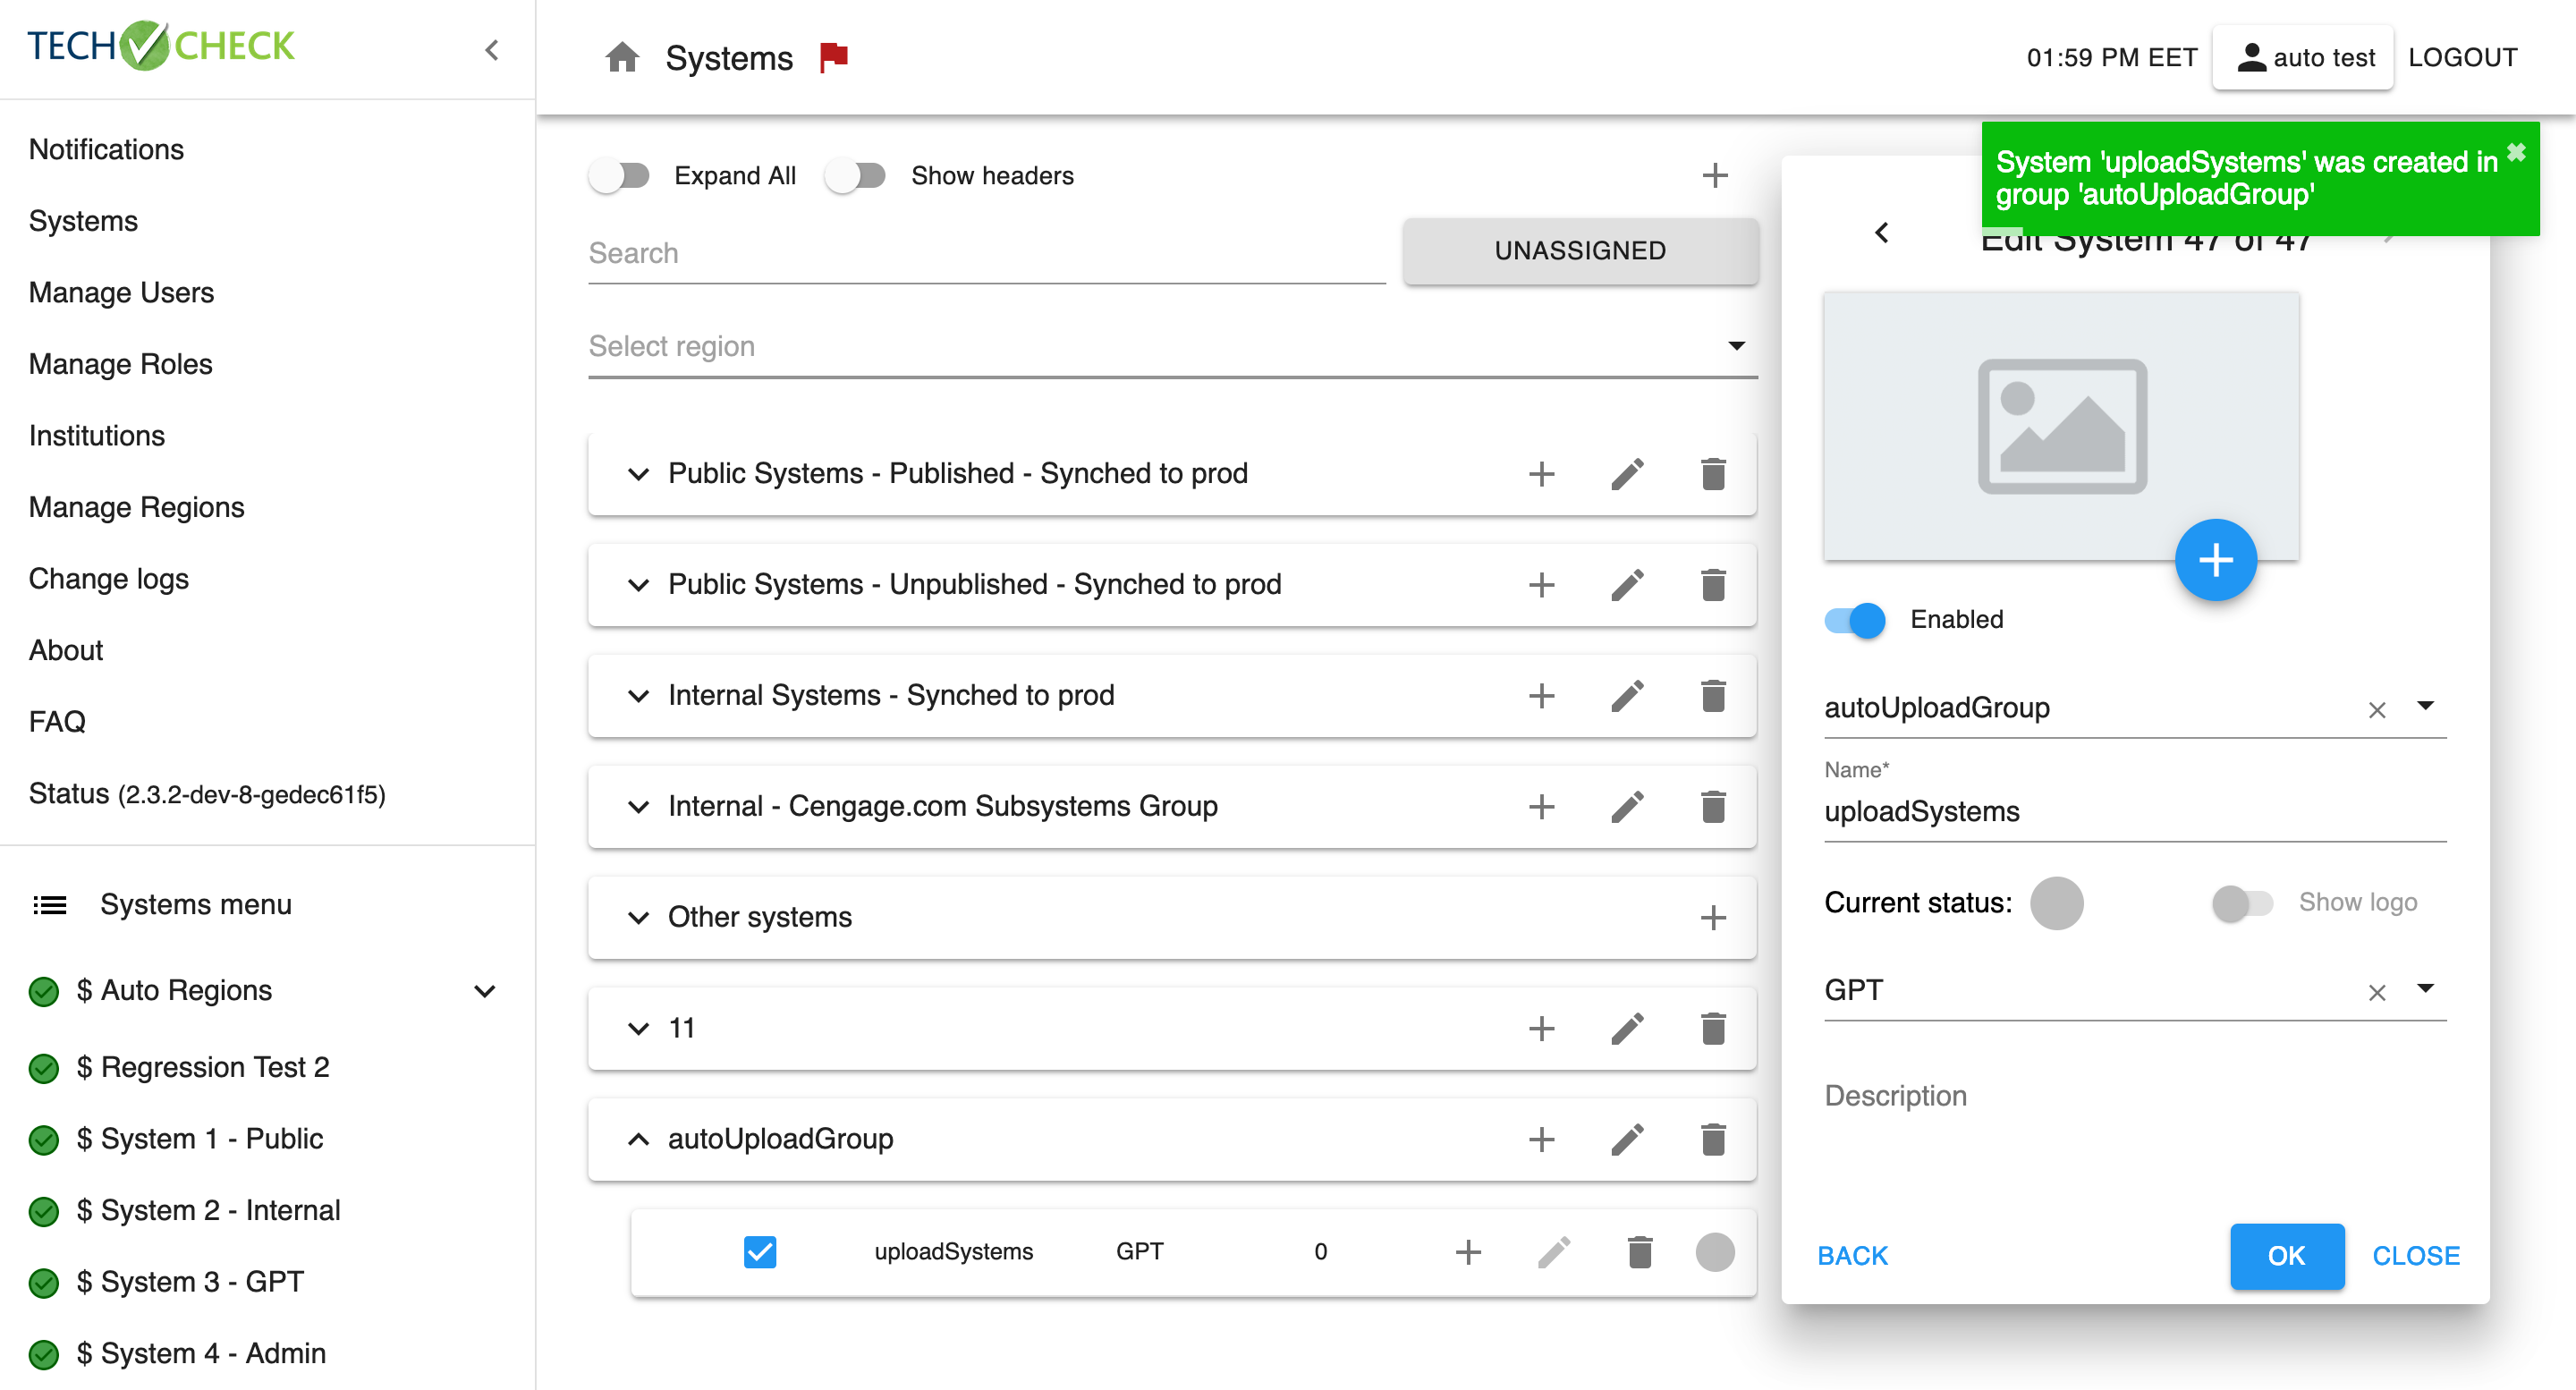 TECH CHECK
Notifications
Systems
Manage Users
Manage Roles
Institutions
Manage Regions
Change logs
About
FAQ
Status (2.3.2-dev-8-gedec61f5)
Systems menu
$ Auto Regions
$ Regression Test 2
$ System 1 - Public
$ System 2 - Internal
$ System 3 - GPT
$ System 4 - Admin
Systems
01:59 PM EET
auto test
LOGOUT
Expand All
Show headers
Search
UNASSIGNED
Select region
Public Systems - Published - Synched to prod
Public Systems - Unpublished - Synched to prod
Internal Systems - Synched to prod
Internal - Cengage.com Subsystems Group
Other systems
11
autoUploadGroup
uploadSystems GPT 0
System 'uploadSystems' was created in
group 'autoUploadGroup'
Edit System 47 of 47
Enabled
autoUploadGroup
Name*
uploadSystems
Current status:
Show logo
GPT
Description
BACK
OK
CLOSE